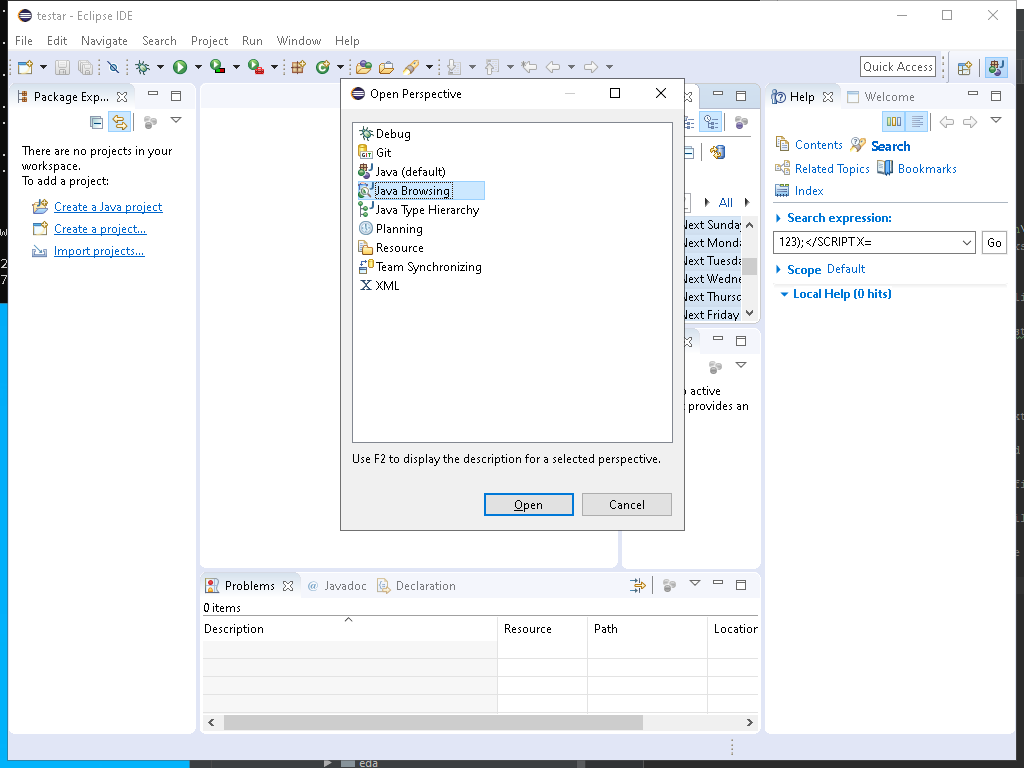 testar - Eclipse IDE
File Edit Navigate Search Project Run Window Help
Quick Access
Package Exp...
There are no projects in your
workspace.
To add a project:
Create a Java project
Create a project...
Import projects...
Open Perspective
Debug
Git
Java (default)
Java Browsing
Java Type Hierarchy
Planning
Resource
Team Synchronizing
XML
Use F2 to display the description for a selected perspective.
Open Cancel
All
Next Sunday
Next Monda
Next Tuesda
Next Wedne
Next Thursd
Next Friday
active
provides an
Help Welcome
Contents Search
Related Topics Bookmarks
Index
Search expression:
123);</SCRIPT X= Go
Scope Default
Local Help (0 hits)
Problems @ Javadoc Declaration
0 items
Description Resource Path Location
eda